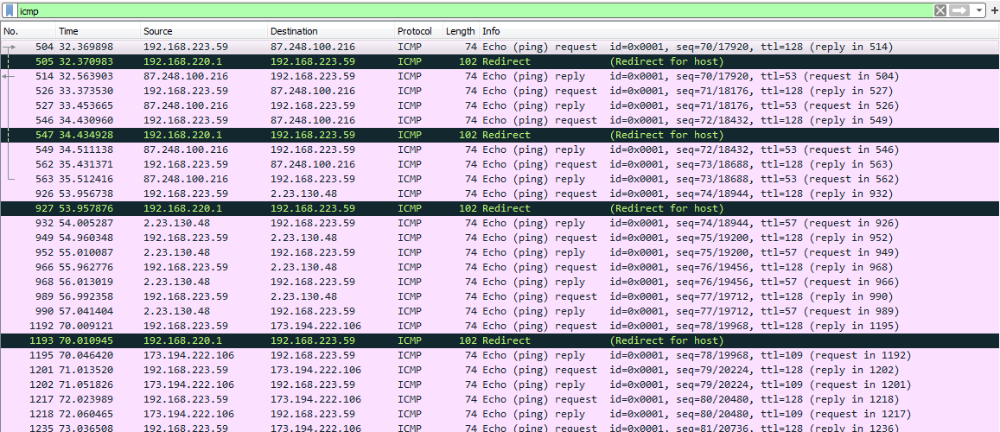 icmp
No. Time Source Destination Protocol Length Info
504 32.369898 192.168.223.59 87.248.100.216 ICMP 74 Echo (ping) request id=0x0001, seq=70/17920, ttl=128 (reply in 514)
505 32.370983 192.168.220.1 192.168.223.59 ICMP 102 Redirect (Redirect for host)
514 32.563903 87.248.100.216 192.168.223.59 ICMP 74 Echo (ping) reply id=0x0001, seq=70/17920, ttl=53 (request in 504)
526 33.373530 192.168.223.59 87.248.100.216 ICMP 74 Echo (ping) request id=0x0001, seq=71/18176, ttl=128 (reply in 527)
527 33.453665 87.248.100.216 192.168.223.59 ICMP 74 Echo (ping) reply id=0x0001, seq=71/18176, ttl=53 (request in 526)
546 34.430960 192.168.223.59 87.248.100.216 ICMP 74 Echo (ping) request id=0x0001, seq=72/18432, ttl=128 (reply in 549)
547 34.434928 192.168.220.1 192.168.223.59 ICMP 102 Redirect (Redirect for host)
549 34.511138 87.248.100.216 192.168.223.59 ICMP 74 Echo (ping) reply id=0x0001, seq=72/18432, ttl=53 (request in 546)
562 35.431371 192.168.223.59 87.248.100.216 ICMP 74 Echo (ping) request id=0x0001, seq=73/18688, ttl=128 (reply in 563)
563 35.512416 87.248.100.216 192.168.223.59 ICMP 74 Echo (ping) reply id=0x0001, seq=73/18688, ttl=53 (request in 562)
926 53.956738 192.168.223.59 2.23.130.48 ICMP 74 Echo (ping) request id=0x0001, seq=74/18944, ttl=128 (reply in 932)
927 53.957876 192.168.220.1 192.168.223.59 ICMP 102 Redirect (Redirect for host)
932 54.005287 2.23.130.48 192.168.223.59 ICMP 74 Echo (ping) reply id=0x0001, seq=74/18944, ttl=57 (request in 926)
949 54.960348 192.168.223.59 2.23.130.48 ICMP 74 Echo (ping) request id=0x0001, seq=75/19200, ttl=128 (reply in 952)
952 55.010087 2.23.130.48 192.168.223.59 ICMP 74 Echo (ping) reply id=0x0001, seq=75/19200, ttl=57 (request in 949)
966 55.962776 192.168.223.59 2.23.130.48 ICMP 74 Echo (ping) request id=0x0001, seq=76/19456, ttl=128 (reply in 968)
968 56.013019 2.23.130.48 192.168.223.59 ICMP 74 Echo (ping) reply id=0x0001, seq=76/19456, ttl=57 (request in 966)
989 56.992358 192.168.223.59 2.23.130.48 ICMP 74 Echo (ping) request id=0x0001, seq=77/19712, ttl=128 (reply in 990)
990 57.041404 2.23.130.48 192.168.223.59 ICMP 74 Echo (ping) reply id=0x0001, seq=77/19712, ttl=57 (request in 989)
1192 70.009121 192.168.223.59 173.194.222.106 ICMP 74 Echo (ping) request id=0x0001, seq=78/19968, ttl=128 (reply in 1195)
1193 70.010945 192.168.220.1 192.168.223.59 ICMP 102 Redirect (Redirect for host)
1195 70.046420 173.194.222.106 192.168.223.59 ICMP 74 Echo (ping) reply id=0x0001, seq=78/19968, ttl=109 (request in 1192)
1201 71.013520 192.168.223.59 173.194.222.106 ICMP 74 Echo (ping) request id=0x0001, seq=79/20224, ttl=128 (reply in 1202)
1202 71.051826 173.194.222.106 192.168.223.59 ICMP 74 Echo (ping) reply id=0x0001, seq=79/20224, ttl=109 (request in 1201)
1217 72.023989 192.168.223.59 173.194.222.106 ICMP 74 Echo (ping) request id=0x0001, seq=80/20480, ttl=128 (reply in 1218)
1218 72.060465 173.194.222.106 192.168.223.59 ICMP 74 Echo (ping) reply id=0x0001, seq=80/20480, ttl=109 (request in 1217)
1235 73.036508 192.168.223.59 173.194.222.106 ICMP 74 Echo (ping) request id=0x0001, seq=81/20736, ttl=128 (reply in 1236)